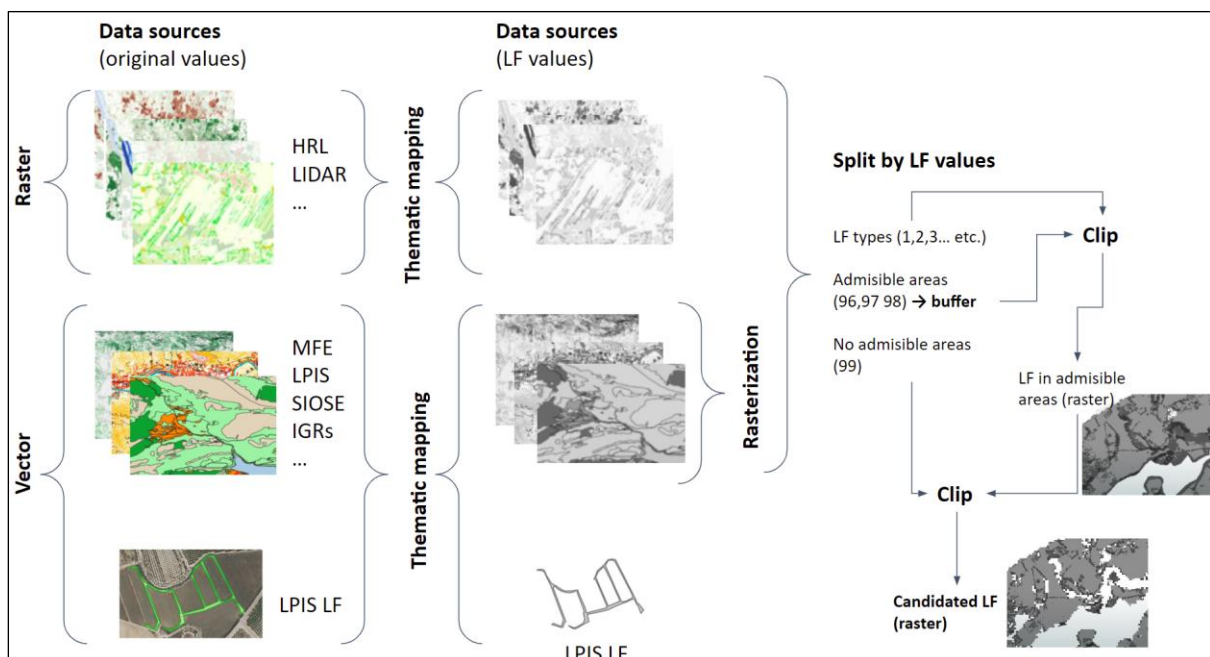 Data sources
(original values)
Data sources
(LF values)
Raster
HRL
LIDAR
...
Thematic mapping
Vector
MFE
LPIS
SIOSE
IGRs
...
LPIS LF
Thematic mapping
LPIS LF
Rasterization
Split by LF values
LF types (1,2,3... etc.)
Clip
Admisible areas
(96,97 98) → buffer
No admisible areas
(99)
LF in admisible
areas (raster)
Clip
Candidated LF
(raster)